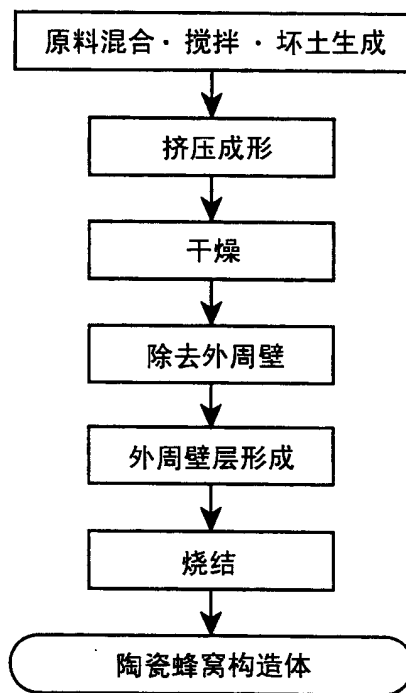 原料混合·搅拌·坏土生成
挤压成形
干燥
除去外周壁
外周壁层形成
烧结
陶瓷蜂窝构造体